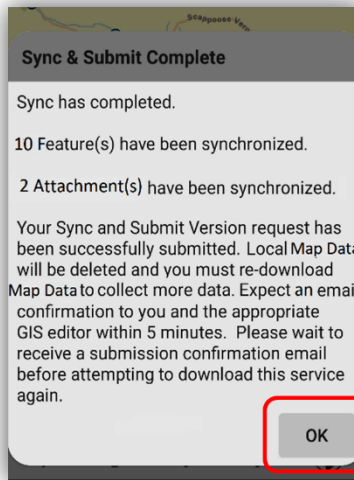 Scappoose-Ver
Sync & Submit Complete
Sync has completed.
10 Feature(s) have been synchronized.
2 Attachment(s) have been synchronized.
Your Sync and Submit Version request has
been successfully submitted. Local Map Data
will be deleted and you must re-download
Map Data to collect more data. Expect an email
confirmation to you and the appropriate
GIS editor within 5 minutes. Please wait to
receive a submission confirmation email
before attempting to download this service
again.
OK